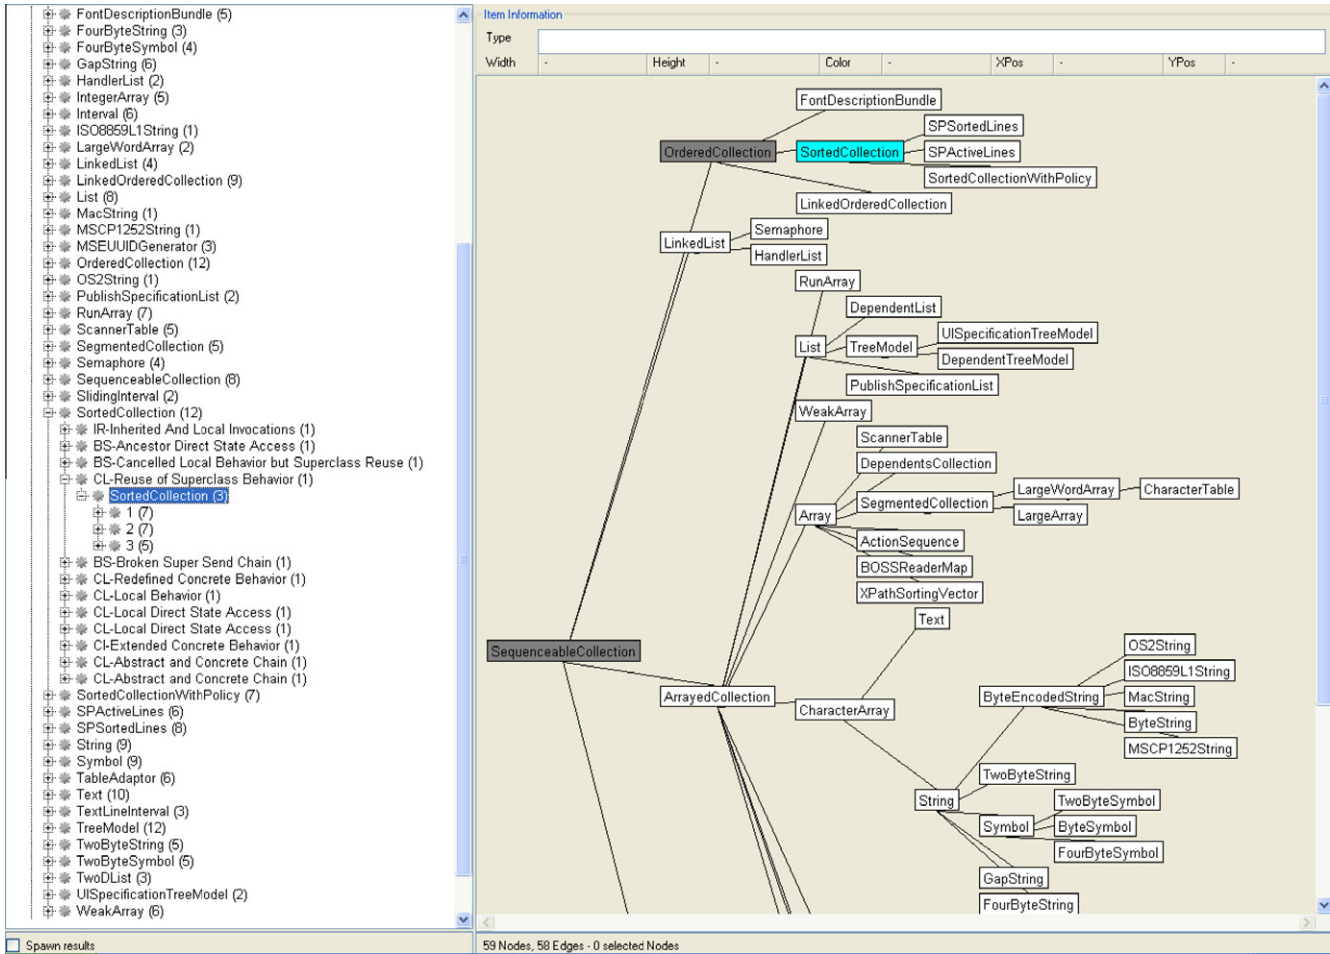 FontDescriptionBundle (5)
FourByteString (3)
FourByteSymbol (4)
GapString (6)
HandlerList (2)
IntegerArray (5)
Interval (6)
ISO8859L1String (1)
LargeWordArray (2)
LinkedList (4)
LinkedOrderedCollection (9)
List (8)
MacString (1)
MSCP1252String (1)
MSEUUIDGenerator (3)
OrderedCollection (12)
OS2String (1)
PublishSpecificationList (2)
RunArray (7)
ScannerTable (5)
SegmentedCollection (5)
Semaphore (4)
SequenceableCollection (8)
SlidingInterval (2)
SortedCollection (12)
IR-Inherited And Local Invocations (1)
BS-Ancestor Direct State Access (1)
BS-Cancelled Local Behavior but Superclass Reuse (1)
CL-Reuse of Superclass Behavior (1)
SortedCollection (3)
1 (7)
2 (7)
3 (5)
BS-Broken Super Send Chain (1)
CL-Redefined Concrete Behavior (1)
CL-Local Behavior (1)
CL-Local Direct State Access (1)
CL-Local Direct State Access (1)
CI-Extended Concrete Behavior (1)
CL-Abstract and Concrete Chain (1)
CL-Abstract and Concrete Chain (1)
SortedCollectionWithPolicy (7)
SPActiveLines (6)
SPSortedLines (8)
String (9)
Symbol (9)
TableAdaptor (6)
Text (10)
TextLineInterval (3)
TreeModel (12)
TwoByteString (5)
TwoByteSymbol (5)
TwoDList (3)
UISpecificationTreeModel (2)
WeakArray (6)
Spawn results
Item Information
Type
Width - Height - Color - XPos - YPos -
FontDescriptionBundle
SPSortedLines
OrderedCollection SortedCollection SPActiveLines
SortedCollectionWithPolicy
LinkedOrderedCollection
Semaphore
LinkedList
HandlerList
RunArray
DependentList
UISpecificationTreeModel
List TreeModel
DependentTreeModel
PublishSpecificationList
WeakArray
ScannerTable
DependentsCollection
LargeWordArray CharacterTable
SegmentedCollection
Array LargeArray
ActionSequence
BOSSReaderMap
XPathSortingVector
Text
OS2String
SequenceableCollection
ISO8859L1String
ArrayedCollection ByteEncodedString MacString
CharacterArray
ByteString
MSCP1252String
TwoByteString
String TwoByteSymbol
Symbol ByteSymbol
FourByteSymbol
GapString
FourByteString
59 Nodes, 58 Edges - 0 selected Nodes